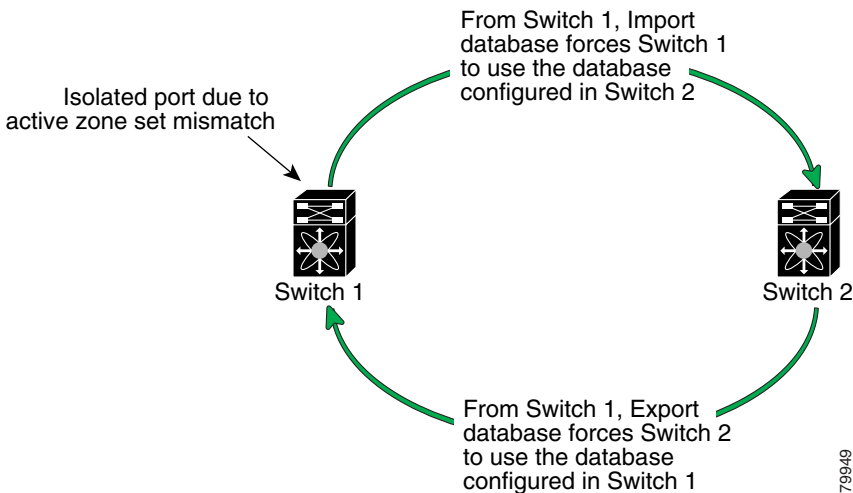 From Switch 1, Import
database forces Switch 1
to use the database
configured in Switch 2
Isolated port due to
active zone set mismatch
Switch 1
Switch 2
From Switch 1, Export
database forces Switch 2
to use the database
configured in Switch 1
79949